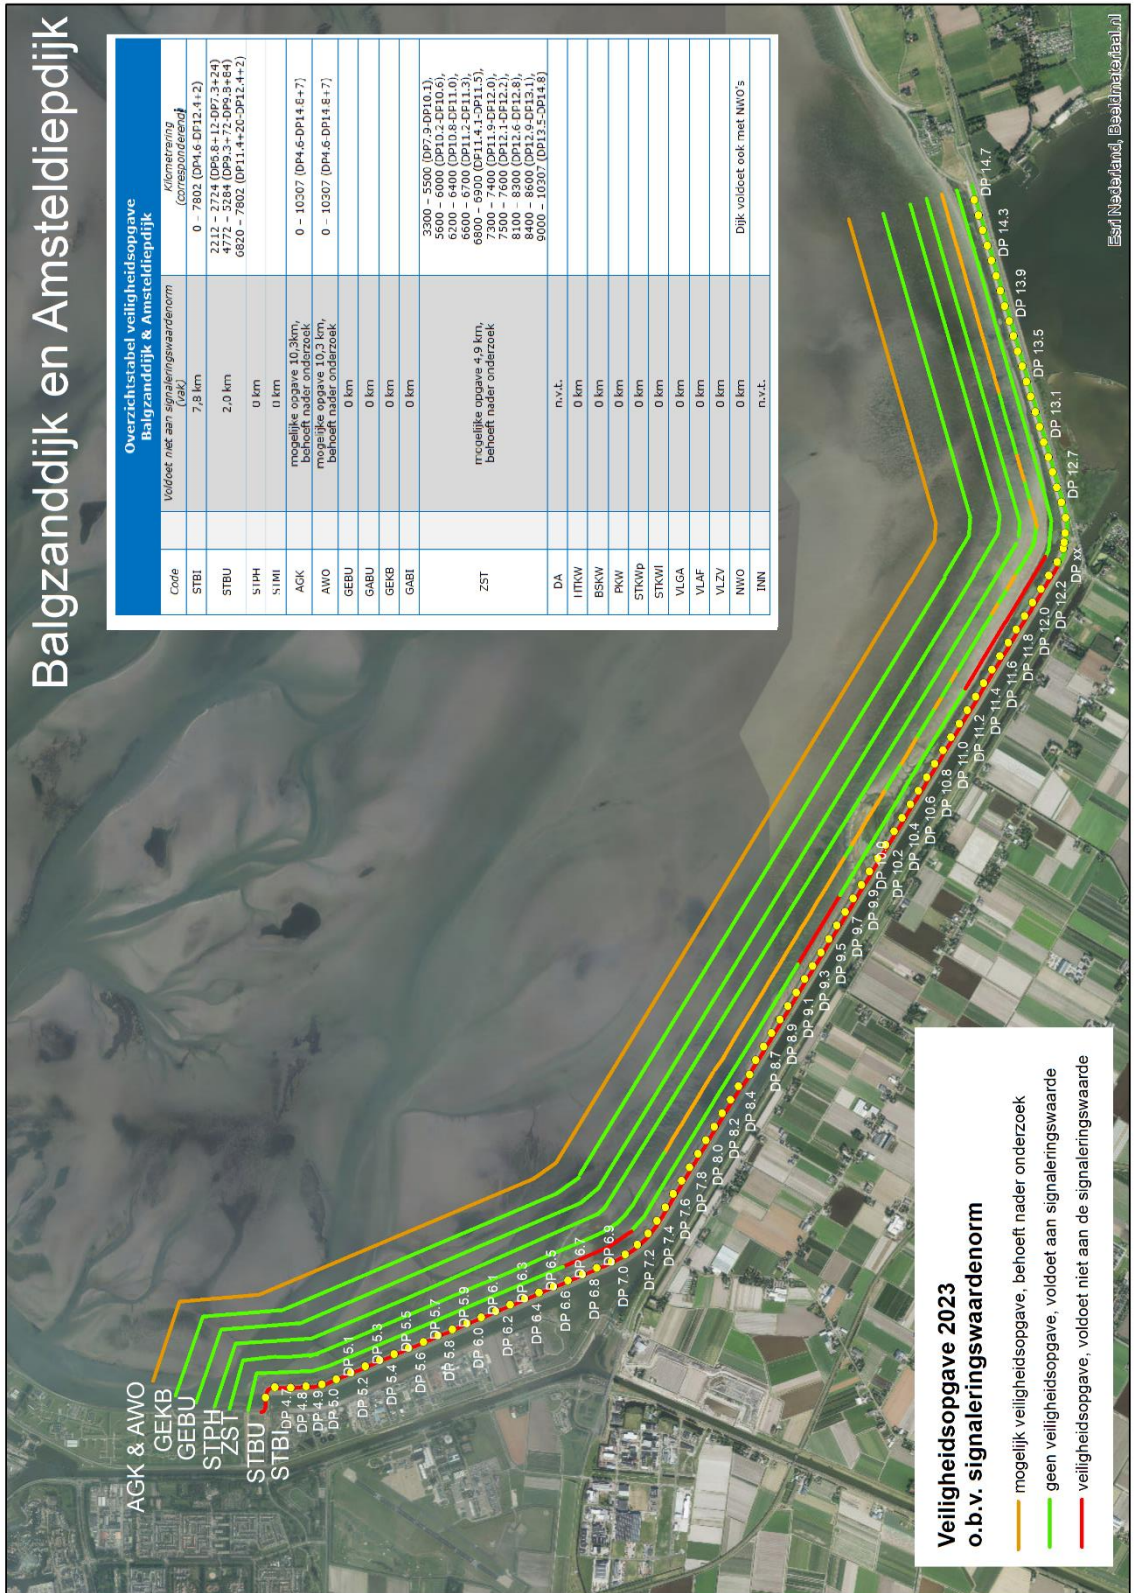 Balgzanddijk en Amsteldiepdijk
Overzichtstabel veiligheidsopgave
Balgzanddijk & Amsteldiepdijk
Code Voldoet niet aan signaleringswaardenorm (vak) Kilometrering (corresponderend)
STBI 7,8 km 0 – 7802 (DP4.6-DP12.4+2)
STBU 2,0 km 2212 – 2724 (DP6.8+12-DP7.3+24)
4772 – 5284 (DP9.3+72-DP9.8+84)
6820 – 7802 (DP11.4+20-DP12.4+2)
STPH 0 km
STMI 0 km
AGK mogelijke opgave 10,3km, behoeft nader onderzoek 0 – 10307 (DP4.6-DP14.8+7)
AWO mogelijke opgave 10,3 km, behoeft nader onderzoek 0 – 10307 (DP4.6-DP14.8+7)
GEBU 0 km
GABU 0 km
GEKB 0 km
GABI 0 km
ZST mogelijke opgave 4,9 km, behoeft nader onderzoek
3300 – 5500 (DP7.9-DP10.1),
5600 – 6000 (DP10.2-DP10.6),
6200 – 6400 (DP10.8-DP11.0),
6600 – 6700 (DP11.2-DP11.3),
6800 – 6900 (DP11.4.1-DP11.5),
7300 – 7400 (DP11.9-DP12.0),
7500 – 7600 (DP12.1-DP12.2),
8100 – 8300 (DP12.6-DP12.8),
8400 – 8600 (DP12.9-DP13.1),
9000 – 10307 (DP13.5-DP14.8)
DA n.v.t.
HTKW 0 km
BSKW 0 km
PKW 0 km
STKWp 0 km
STKWl 0 km
VLGA 0 km
VLAF 0 km
VLZV 0 km
NWO 0 km Dijk voldoet ook met NWO's
INN n.v.t.
AGK & AWO
GEKB
GEBU
STPH
ZST
STBU
STBI
DP 4.7
DP 4.8
DP 4.9
DP 5.0
DP 5.1
DP 5.2
DP 5.3
DP 5.4
DP 5.5
DP 5.6
DP 5.7
DP 5.8
DP 5.9
DP 6.0
DP 6.1
DP 6.2
DP 6.3
DP 6.4
DP 6.5
DP 6.6
DP 6.7
DP 6.8
DP 6.9
DP 7.0
DP 7.2
DP 7.4
DP 7.6
DP 7.8
DP 8.0
DP 8.2
DP 8.4
DP 8.7
DP 8.9
DP 9.1
DP 9.3
DP 9.5
DP 9.7
DP 9.9
DP 10.0
DP 10.2
DP 10.4
DP 10.6
DP 10.8
DP 11.0
DP 11.2
DP 11.4
DP 11.6
DP 11.8
DP 12.0
DP 12.2
DP xx
DP 12.7
DP 13.1
DP 13.5
DP 13.9
DP 14.3
DP 14.7
Veiligheidsopgave 2023
o.b.v. signaleringswaardenorm
mogelijk veiligheidsopgave, behoeft nader onderzoek
geen veiligheidsopgave, voldoet aan signaleringswaarde
veiligheidsopgave, voldoet niet aan de signaleringswaarde
Esri Nederland, Beeldmateriaal.nl